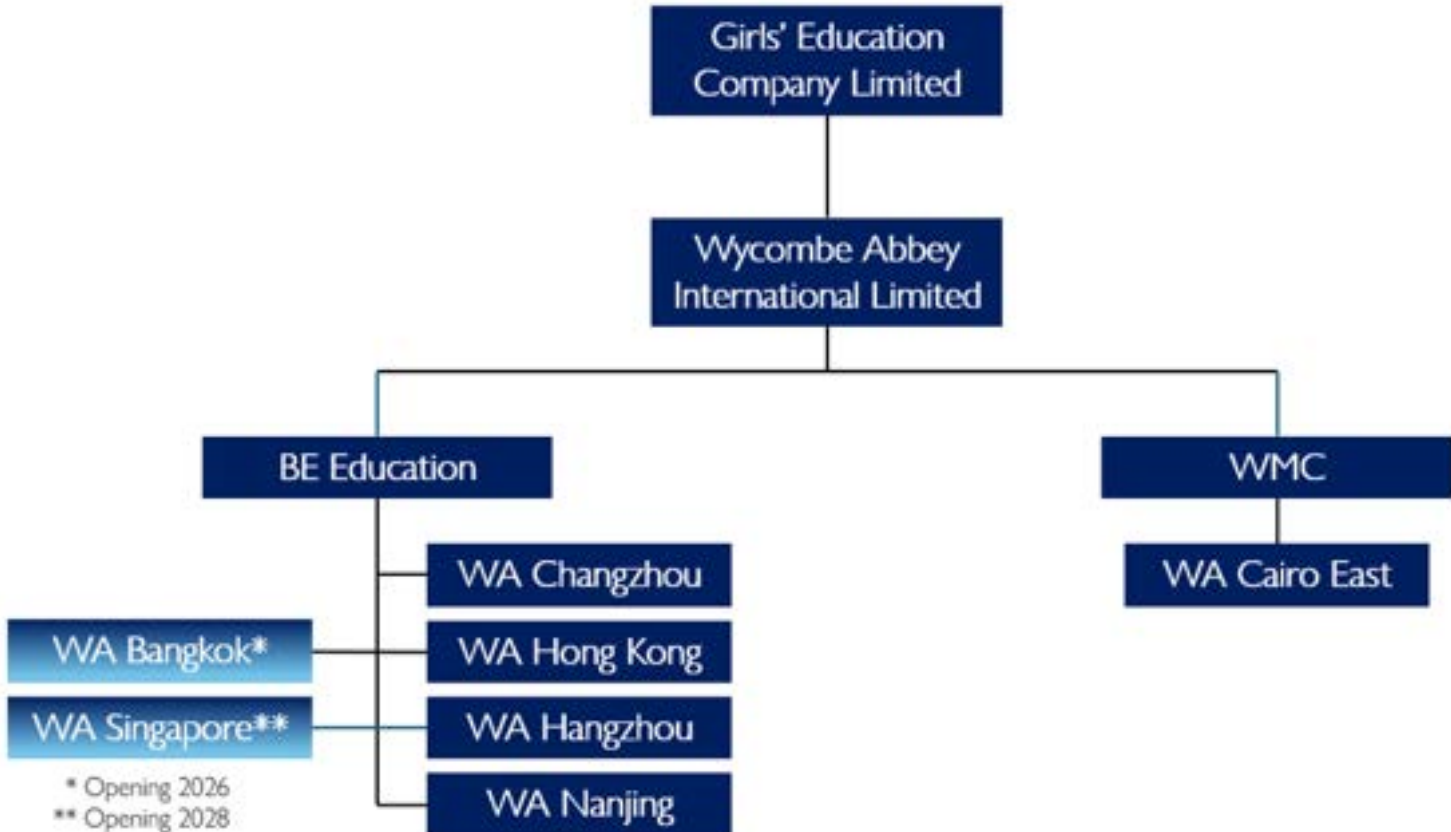 Girls' Education
Company Limited
Wycombe Abbey
International Limited
BE Education
WMC
WA Changzhou
WA Cairo East
WA Bangkok*
WA Hong Kong
WA Singapore**
WA Hangzhou
* Opening 2026
** Opening 2028
WA Nanjing